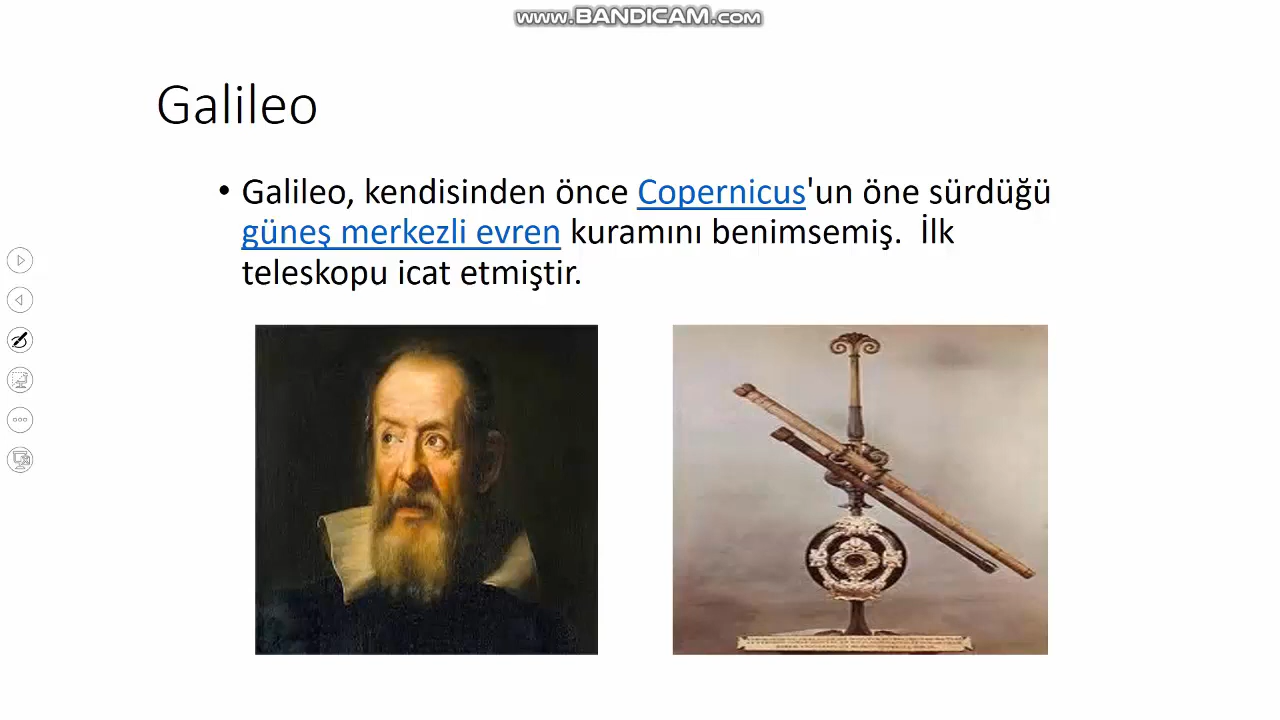 www.BANDICAM.com
Galileo
• Galileo, kendisinden önce Copernicus'un öne sürdüğü
güneş merkezli evren kuramını benimsemiş.  İlk
teleskopu icat etmiştir.